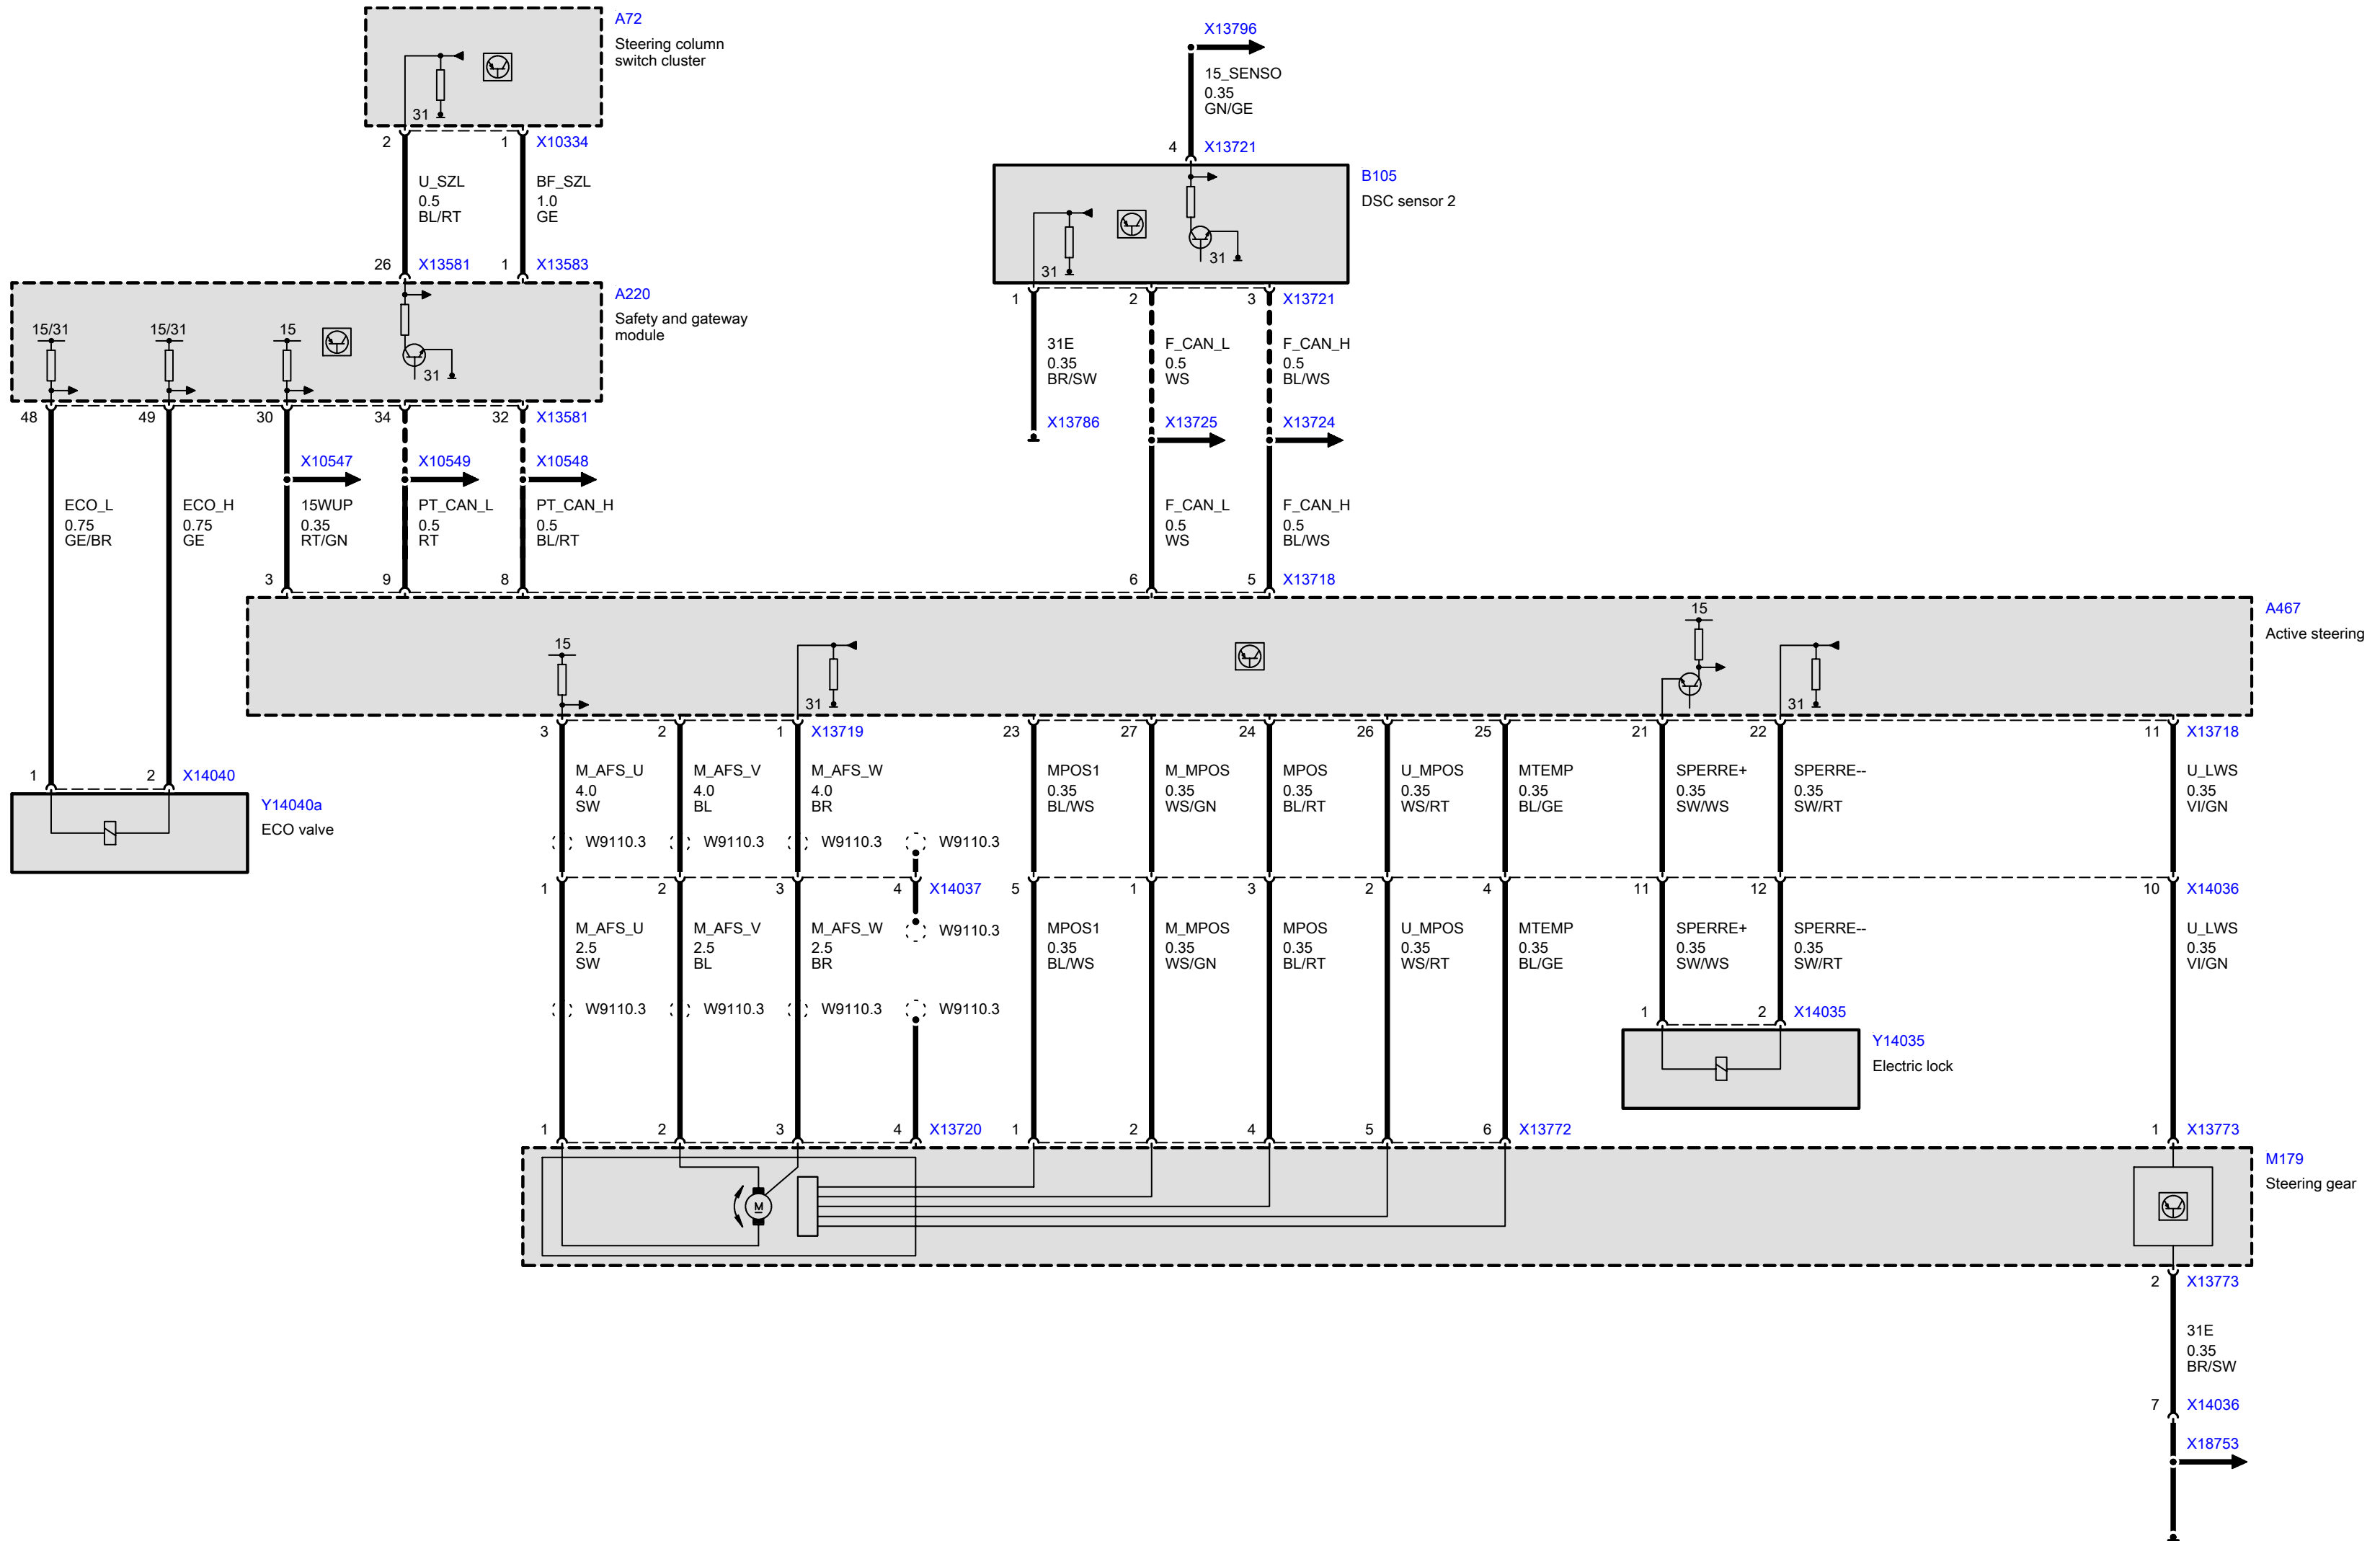 A72
Steering column
switch cluster
31
2
1
X10334
U_SZL
0.5
BL/RT
BF_SZL
1.0
GE
26
X13581
1
X13583
A220
Safety and gateway
module
15/31
15/31
15
31
48
49
30
34
32
X13581
X10547
X10549
X10548
ECO_L
0.75
GE/BR
ECO_H
0.75
GE
15WUP
0.35
RT/GN
PT_CAN_L
0.5
RT
PT_CAN_H
0.5
BL/RT
3
9
8
X13796
15_SENSO
0.35
GN/GE
4
X13721
B105
DSC sensor 2
31
31
1
2
3
X13721
31E
0.35
BR/SW
F_CAN_L
0.5
WS
F_CAN_H
0.5
BL/WS
X13786
X13725
X13724
F_CAN_L
0.5
WS
F_CAN_H
0.5
BL/WS
6
5
X13718
A467
Active steering
15
31
15
31
1
2
X14040
Y14040a
ECO valve
3
2
1
X13719
23
27
24
26
25
21
22
11
X13718
M_AFS_U
4.0
SW
M_AFS_V
4.0
BL
M_AFS_W
4.0
BR
MPOS1
0.35
BL/WS
M_MPOS
0.35
WS/GN
MPOS
0.35
BL/RT
U_MPOS
0.35
WS/RT
MTEMP
0.35
BL/GE
SPERRE+
0.35
SW/WS
SPERRE--
0.35
SW/RT
U_LWS
0.35
VI/GN
W9110.3
W9110.3
W9110.3
W9110.3
1
2
3
4
X14037
5
1
3
2
4
11
12
10
X14036
M_AFS_U
2.5
SW
M_AFS_V
2.5
BL
M_AFS_W
2.5
BR
W9110.3
MPOS1
0.35
BL/WS
M_MPOS
0.35
WS/GN
MPOS
0.35
BL/RT
U_MPOS
0.35
WS/RT
MTEMP
0.35
BL/GE
SPERRE+
0.35
SW/WS
SPERRE--
0.35
SW/RT
U_LWS
0.35
VI/GN
W9110.3
W9110.3
W9110.3
W9110.3
1
2
X14035
Y14035
Electric lock
1
2
3
4
X13720
1
2
4
5
6
X13772
1
X13773
M179
Steering gear
M
2
X13773
31E
0.35
BR/SW
7
X14036
X18753